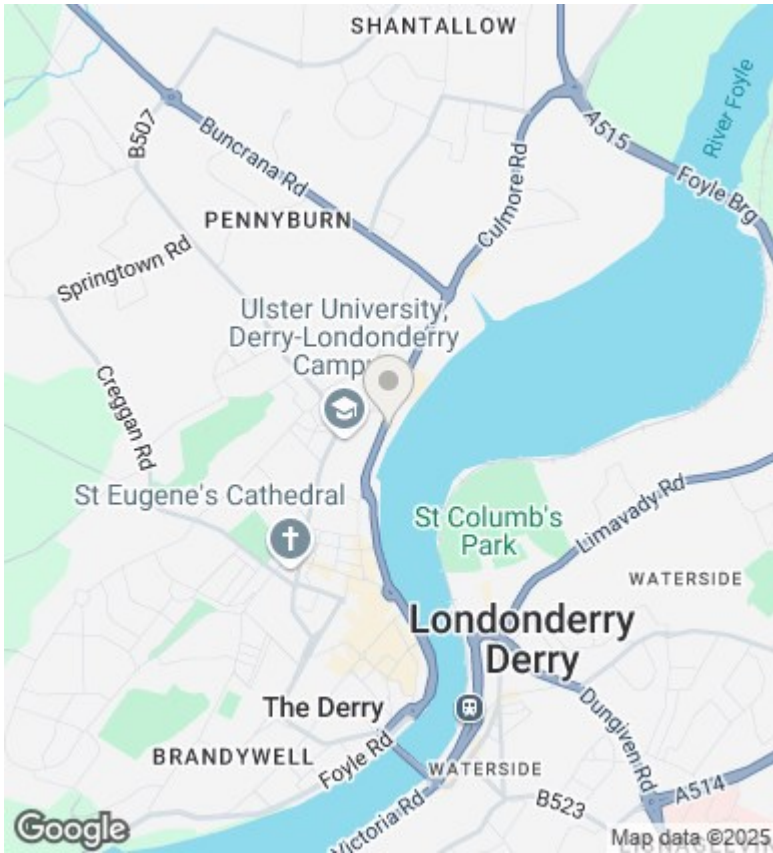 SHANTALLOW
River Foyle
A515
B507
Buncrana Rd
Foyle Brg
Culmore Rd
PENNYBURN
Springtown Rd
Ulster University,
Derry-Londonderry
Camp
Creggan Rd
St Eugene's Cathedral
St Columb's
Park
Limavady Rd
WATERSIDE
Londonderry
Derry
The Derry
Dungiven Rd
BRANDYWELL
Foyle Rd
WATERSIDE
A514
B523
Victoria Rd
Google
Map data ©2025